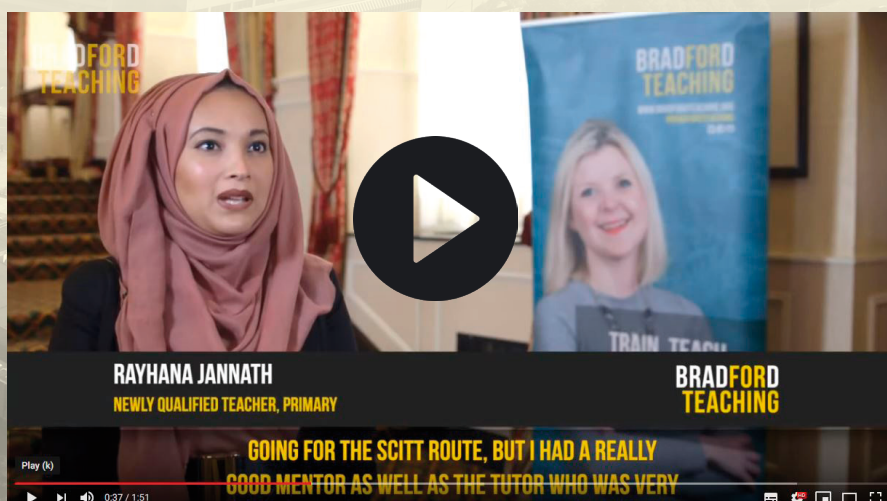 BRADFORD
TEACHING
BRADFORD
TEACHING
TRAIN, TEACH
RAYHANA JANNATH
NEWLY QUALIFIED TEACHER, PRIMARY
BRADFORD
TEACHING
GOING FOR THE SCITT ROUTE, BUT I HAD A REALLY
GOOD MENTOR AS WELL AS THE TUTOR WHO WAS VERY
Play (k)
0:37 / 1:51
HD